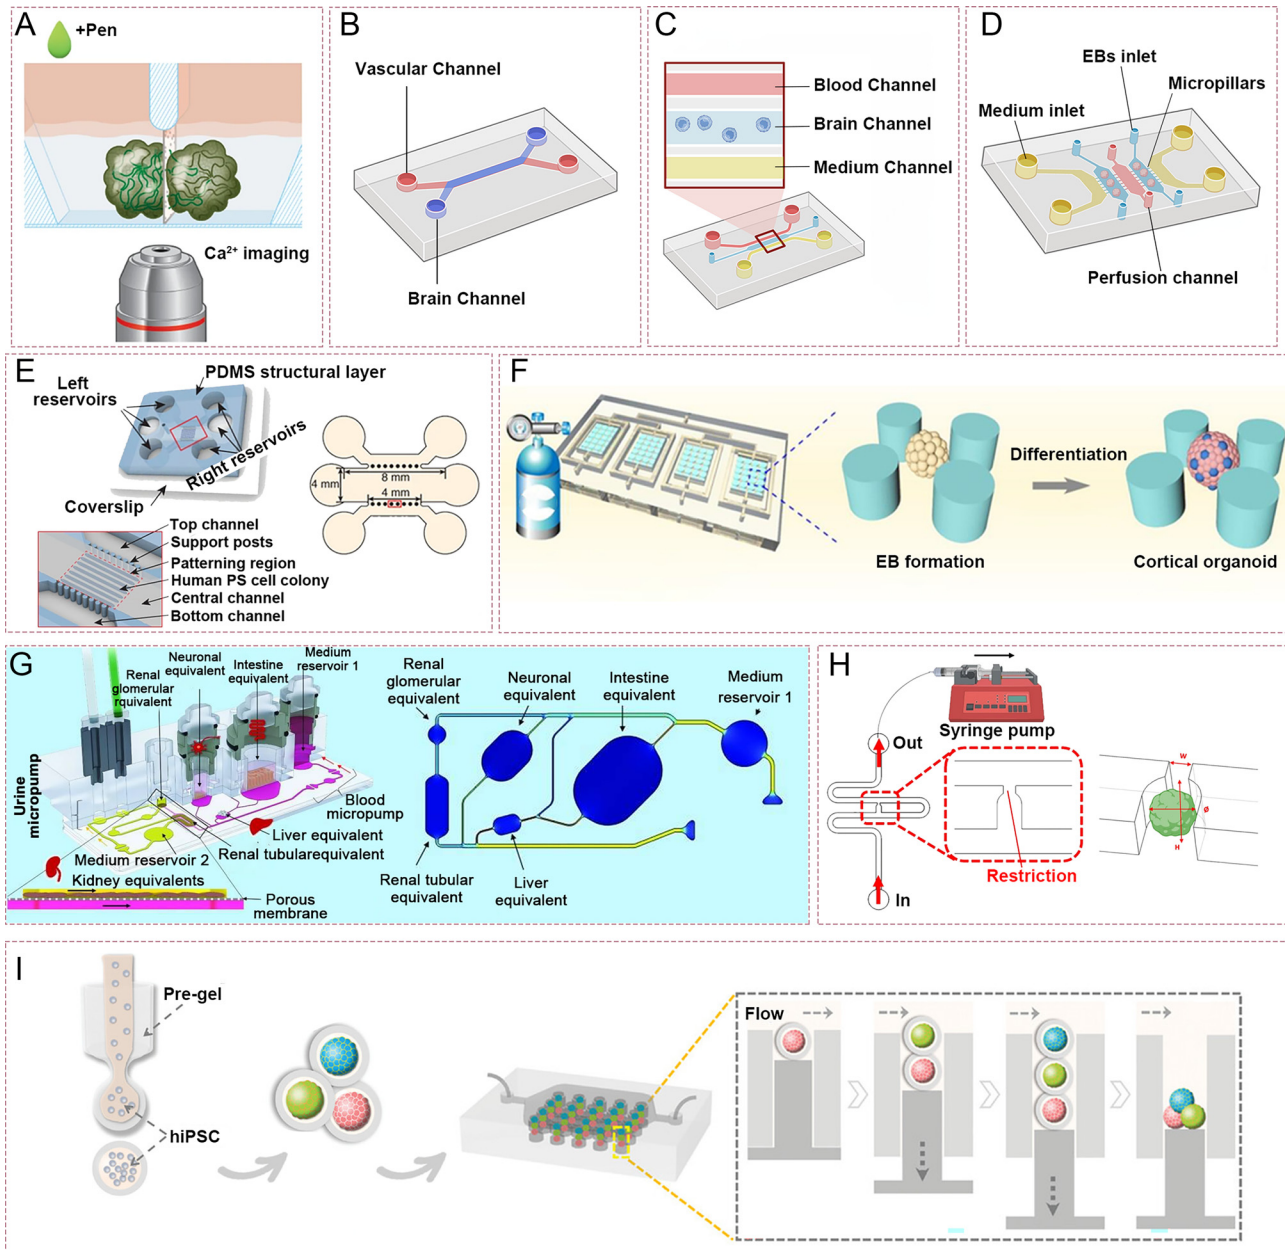 A
+Pen
Ca²⁺ imaging
B
Vascular Channel
Brain Channel
C
Blood Channel
Brain Channel
Medium Channel
D
EBs inlet
Micropillars
Medium inlet
Perfusion channel
E
PDMS structural layer
Left
reservoirs
Right reservoirs
Coverslip
8 mm
4 mm
4 mm
Top channel
Support posts
Patterning region
Human PS cell colony
Central channel
Bottom channel
F
Differentiation
EB formation
Cortical organoid
G
Renal
glomerular
rquivalent
Neuronal
equivalent
Intestine
equivalent
Medium
reservoir 1
Urine
micropump
Blood
micropump
Liver equivalent
Renal tubularequivalent
Medium reservoir 2
Kidney equivalents
Porous
membrane
Renal
glomerular
equivalent
Neuronal
equivalent
Intestine
equivalent
Medium
reservoir 1
Renal tubular
equivalent
Liver
equivalent
H
Syringe pump
Out
In
Restriction
W
Ø
H
I
Pre-gel
hiPSC
Flow